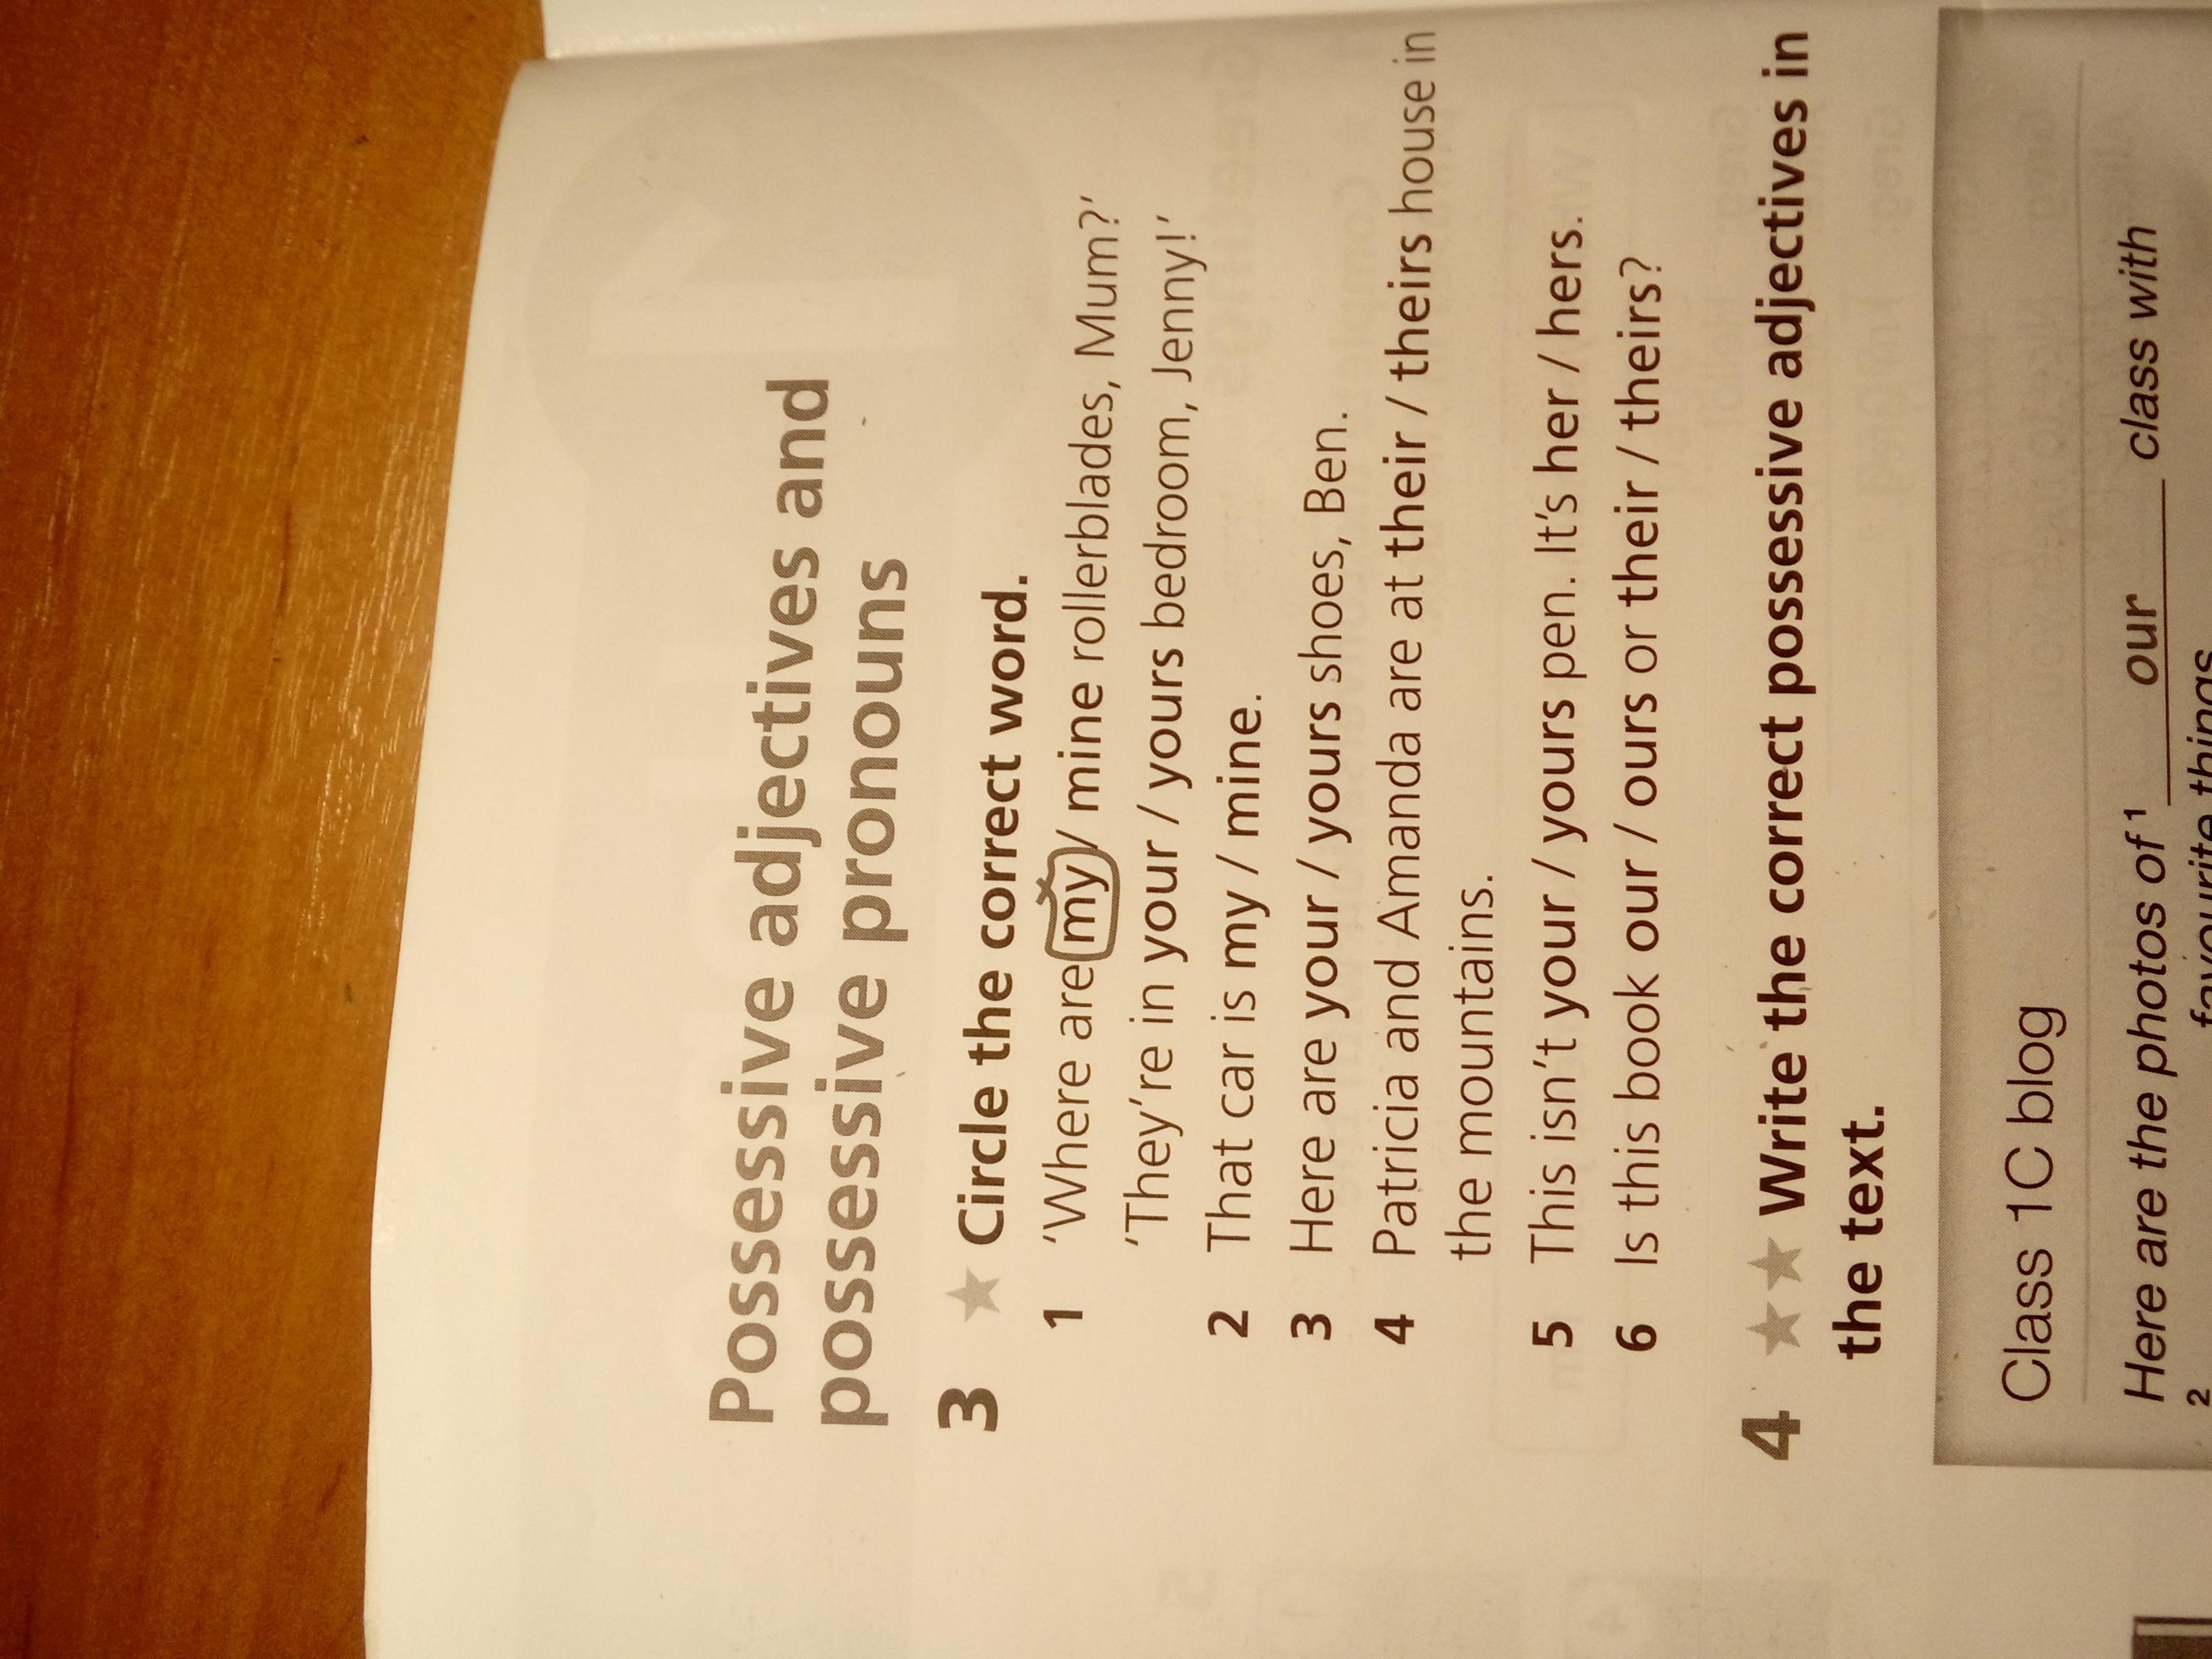 1
Possessive adjectives and
possessive pronouns
3 ★ Circle the correct word.
1 'Where are my / mine rollerblades, Mum?'
'They're in your / yours bedroom, Jenny!'
2 That car is my / mine.
3 Here are your / yours shoes, Ben.
4 Patricia and Amanda are at their / theirs house in
the mountains.
5 This isn't your / yours pen. It's her / hers.
6 Is this book our / ours or their / theirs?
4 ★★ Write the correct possessive adjectives in
the text.
Class 1C blog
Here are the photos of ¹ our class with
2 favourite things